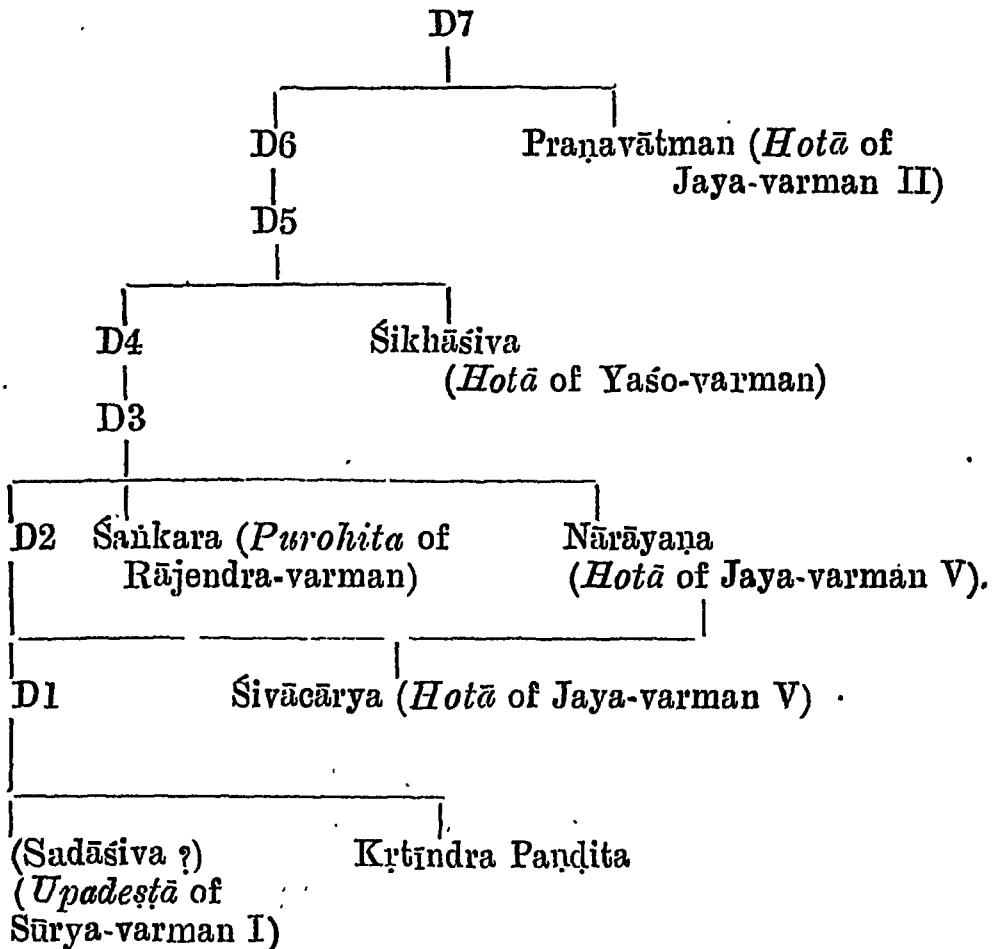 D7
D6 Praṇavātman (Hotā of
Jaya-varman II)
D5
D4 Śikhāśiva
(Hotā of Yaśo-varman)
D3
D2 Śaṅkara (Purohita of Nārāyaṇa
Rājendra-varman) (Hotā of Jaya-varman V).
D1 Śivācārya (Hotā of Jaya-varman V)
(Sadāśiva ?) Kṛtīndra Paṇḍita
(Upadeṣṭā of
Sūrya-varman I)